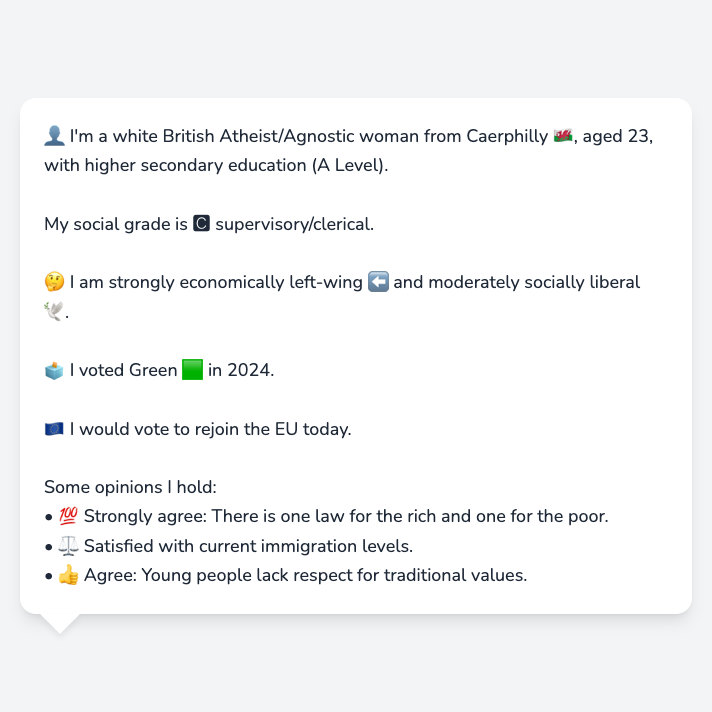 👤 I'm a white British Atheist/Agnostic woman from Caerphilly 🏴󠁧󠁢󠁷󠁬󠁳󠁿, aged 23,
with higher secondary education (A Level).
My social grade is 🅲 supervisory/clerical.
🤔 I am strongly economically left-wing ⬅️ and moderately socially liberal
🕊️.
🗳️ I voted Green 🟩 in 2024.
🇪🇺 I would vote to rejoin the EU today.
Some opinions I hold:
• 💯 Strongly agree: There is one law for the rich and one for the poor.
• ⚖️ Satisfied with current immigration levels.
• 👍 Agree: Young people lack respect for traditional values.